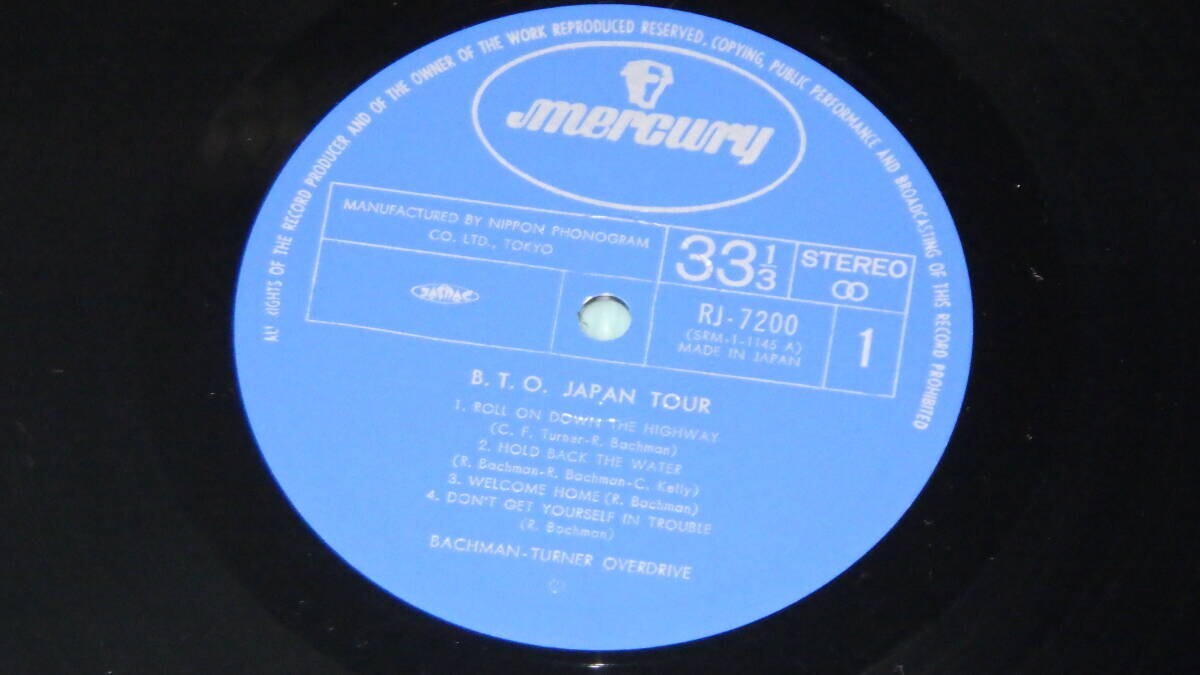 ALL RIGHTS OF THE RECORD PRODUCER AND OF THE OWNER OF THE WORK REPRODUCED RESERVED. COPYING, PUBLIC PERFORMANCE AND BROADCASTING OF THIS RECORD PROHIBITED
mercury
MANUFACTURED BY NIPPON PHONOGRAM
CO. LTD., TOKYO
33 1/3
STEREO
JASRAC
RJ-7200
(SRM-1-1146 A)
MADE IN JAPAN
1
B. T. O. JAPAN TOUR
1. ROLL ON DOWN THE HIGHWAY
(C. F. Turner-R. Bachman)
2. HOLD BACK THE WATER
(R. Bachman-R. Bachman-C. Kelly)
3. WELCOME HOME (R. Bachman)
4. DON'T GET YOURSELF IN TROUBLE
(R. Bachman)
BACHMAN-TURNER OVERDRIVE